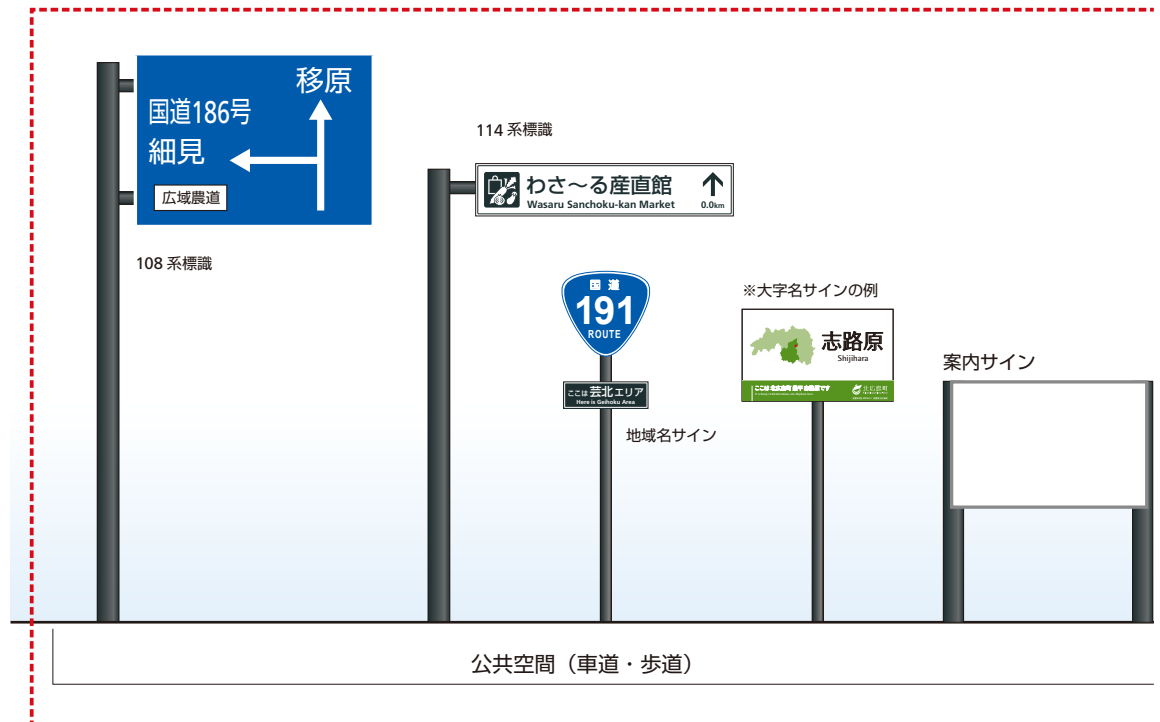 移原
国道186号
細見
広域農道
108 系標識
114 系標識
わさ～る産直館
Wasaru Sanchoku-kan Market
0.0km
国道
191
ROUTE
ここは芸北エリア
Here is Geihoku Area
地域名サイン
※大字名サインの例
志路原
Shijihara
北広島町
案内サイン
公共空間（車道・歩道）